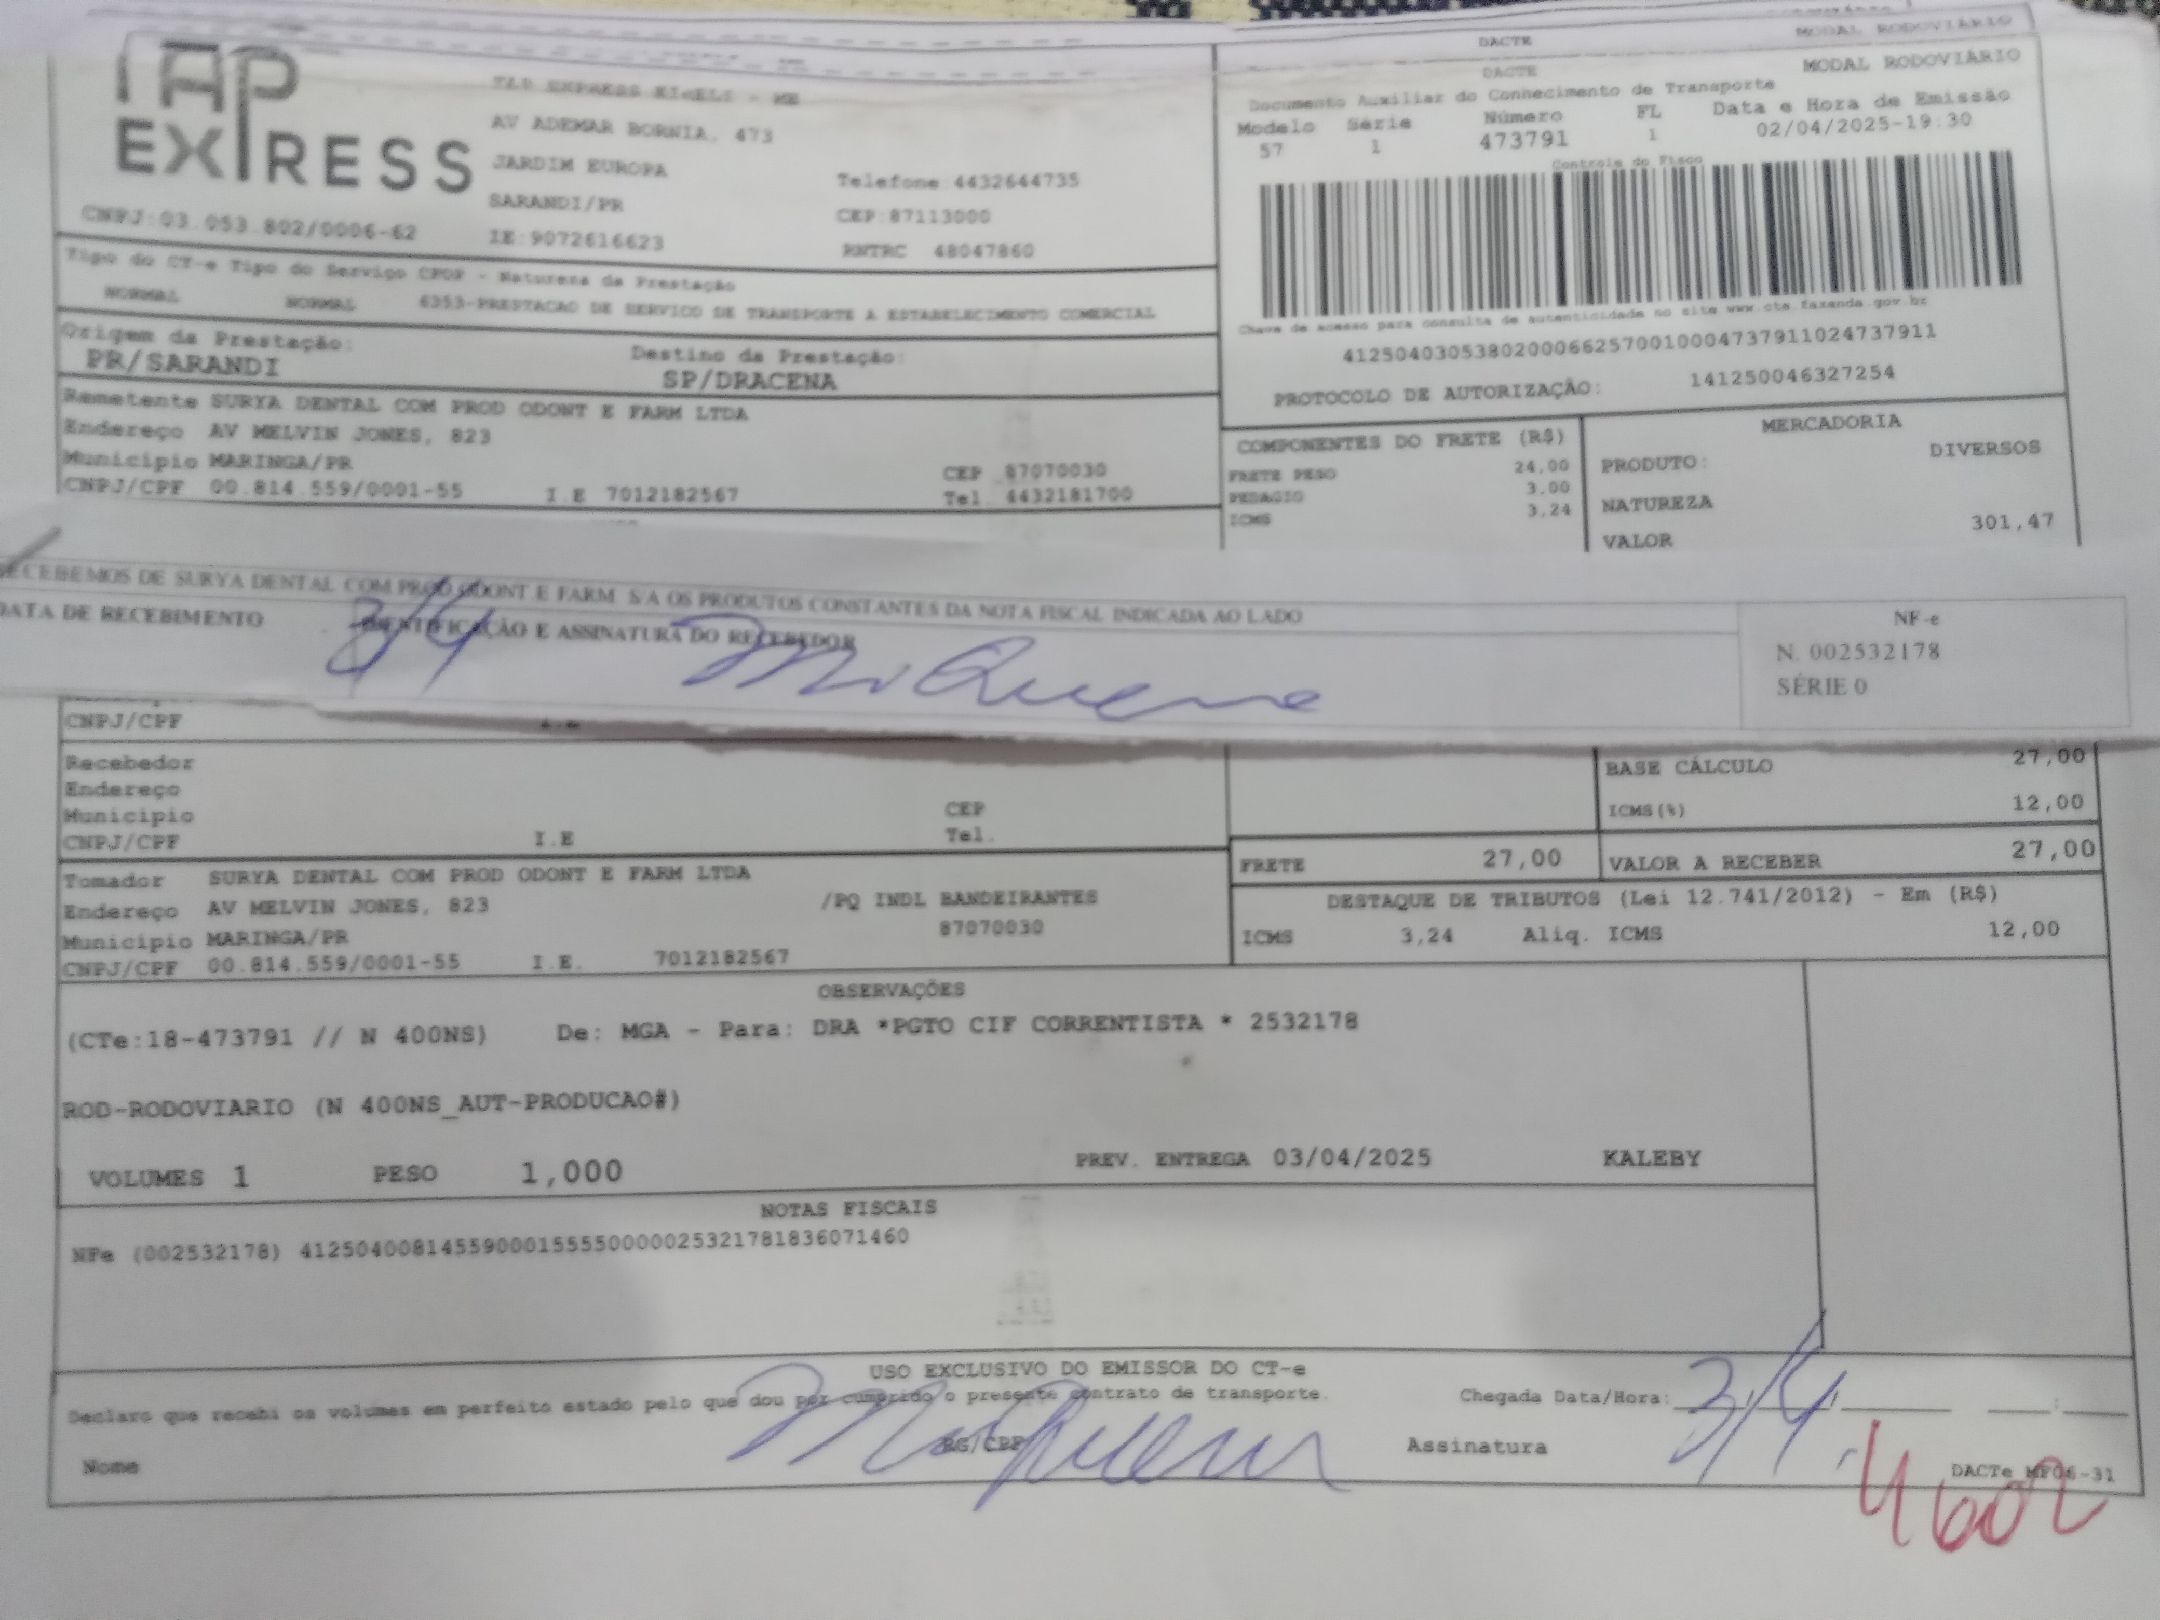 TAP
EXPRESS
TAP EXPRESS EIRELI - ME
AV ADEMAR BORNIA, 473
JARDIM EUROPA
SARANDI/PR
IE:9072616623
Telefone:4432644735
CEP:87113000
RNTRC 48047860
CNPJ:03.053.802/0006-62
MODAL RODOVIÁRIO
DACTE
MODAL RODOVIÁRIO
DACTE
Documento Auxiliar do Conhecimento de Transporte
Modelo Série Número FL Data e Hora de Emissão
57 1 473791 1 02/04/2025-19:30
Controle do Fisco
Chave de acesso para consulta de autenticidade no site www.cte.fazenda.gov.br
41250403053802000662570010004737911024737911
PROTOCOLO DE AUTORIZAÇÃO: 141250046327254
Tipo do CT-e Tipo do Serviço CFOP - Natureza da Prestação
NORMAL NORMAL 6353-PRESTACAO DE SERVICO DE TRANSPORTE A ESTABELECIMENTO COMERCIAL
Origem da Prestação: Destino da Prestação:
PR/SARANDI SP/DRACENA
Remetente SURYA DENTAL COM PROD ODONT E FARM LTDA
Endereço AV MELVIN JONES, 823
Município MARINGA/PR CEP 87070030
CNPJ/CPF 00.814.559/0001-55 I.E 7012182567 Tel. 4432181700
COMPONENTES DO FRETE (R$)
FRETE PESO 24,00
PEDAGIO 3,00
ICMS 3,24
MERCADORIA
PRODUTO: DIVERSOS
NATUREZA
VALOR 301,47
RECEBEMOS DE SURYA DENTAL COM PROD ODONT E FARM S/A OS PRODUTOS CONSTANTES DA NOTA FISCAL INDICADA AO LADO
DATA DE RECEBIMENTO IDENTIFICAÇÃO E ASSINATURA DO RECEBEDOR
3/4
NF-e
N. 002532178
SÉRIE 0
CNPJ/CPF I.E
Recebedor
Endereço
Município CEP
CNPJ/CPF I.E Tel.
BASE CÁLCULO 27,00
ICMS(%) 12,00
FRETE 27,00 VALOR A RECEBER 27,00
Tomador SURYA DENTAL COM PROD ODONT E FARM LTDA
Endereço AV MELVIN JONES, 823 /PQ INDL BANDEIRANTES
Município MARINGA/PR 87070030
CNPJ/CPF 00.814.559/0001-55 I.E. 7012182567
DESTAQUE DE TRIBUTOS (Lei 12.741/2012) - Em (R$)
ICMS 3,24 Aliq. ICMS 12,00
OBSERVAÇÕES
(CTe:18-473791 // N 400NS) De: MGA - Para: DRA *PGTO CIF CORRENTISTA * 2532178
ROD-RODOVIARIO (N 400NS_AUT-PRODUCAO#)
VOLUMES 1 PESO 1,000 PREV. ENTREGA 03/04/2025 KALEBY
NOTAS FISCAIS
NFe (002532178) 41250400814559000155550000025321781836071460
USO EXCLUSIVO DO EMISSOR DO CT-e
Declaro que recebi os volumes em perfeito estado pelo que dou por cumprido o presente contrato de transporte. Chegada Data/Hora: 3/4
Nome RG/CPF Assinatura
DACTe MF06-31